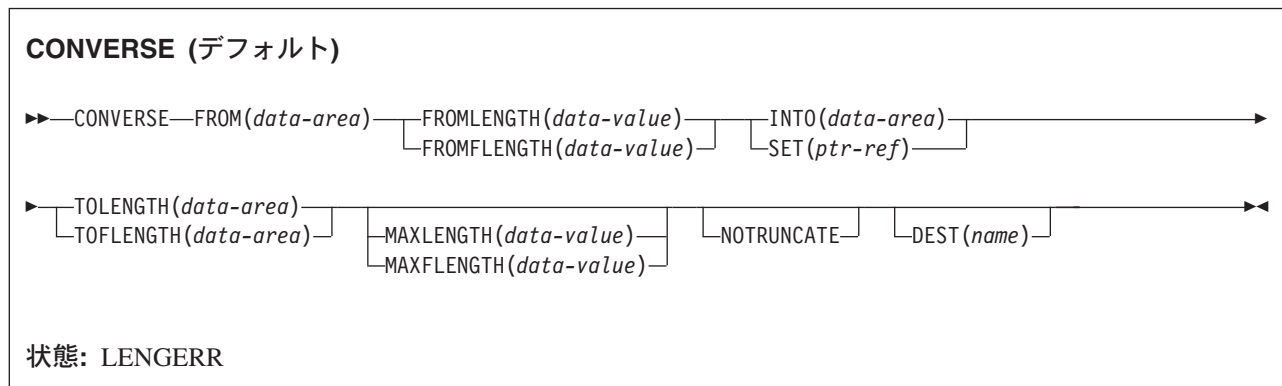 CONVERSE (デフォルト)
CONVERSE FROM(data-area) FROMLENGTH(data-value) INTO(data-area)
FROMFLENGTH(data-value) SET(ptr-ref)
TOLENGTH(data-area)
TOFLENGTH(data-area) MAXLENGTH(data-value) NOTRUNCATE DEST(name)
MAXFLENGTH(data-value)
状態: LENGERR